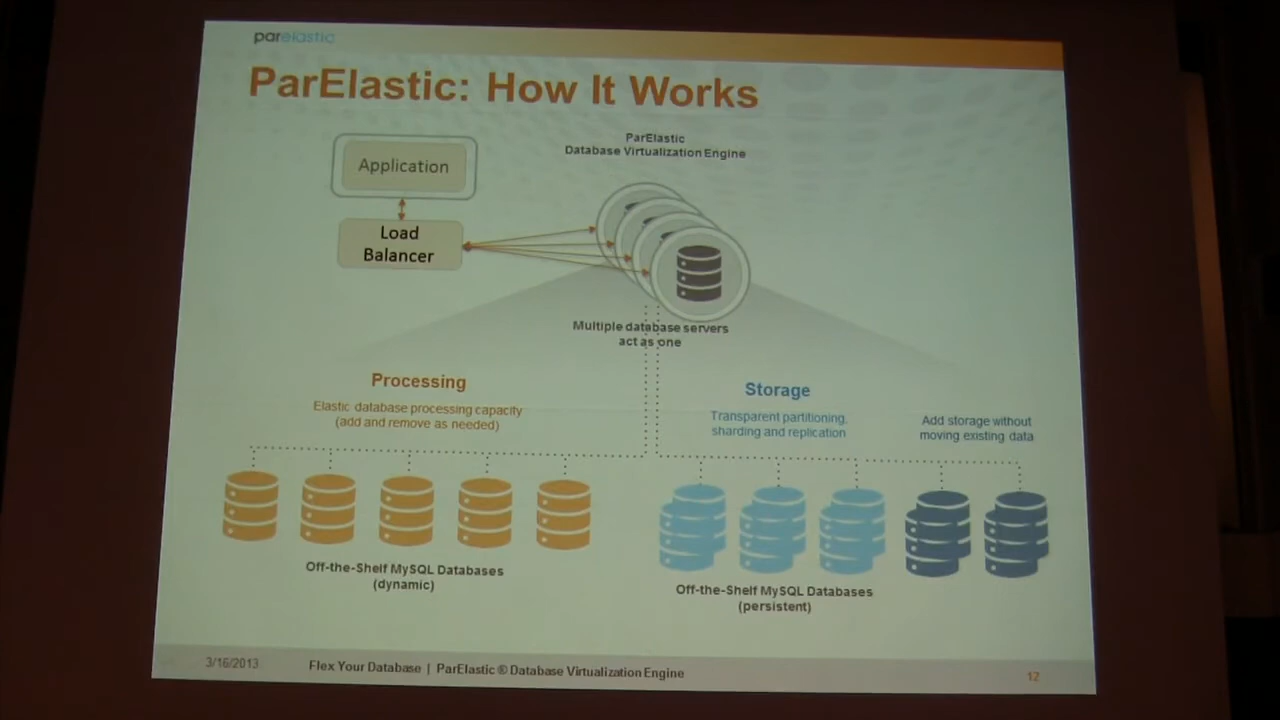 parelastic
ParElastic: How It Works
Application
Load
Balancer
ParElastic
Database Virtualization Engine
Multiple database servers
act as one
Processing
Elastic database processing capacity
(add and remove as needed)
Storage
Transparent partitioning,
sharding and replication
Add storage without
moving existing data
Off-the-Shelf MySQL Databases
(dynamic)
Off-the-Shelf MySQL Databases
(persistent)
3/16/2013
Flex Your Database | ParElastic ® Database Virtualization Engine
12